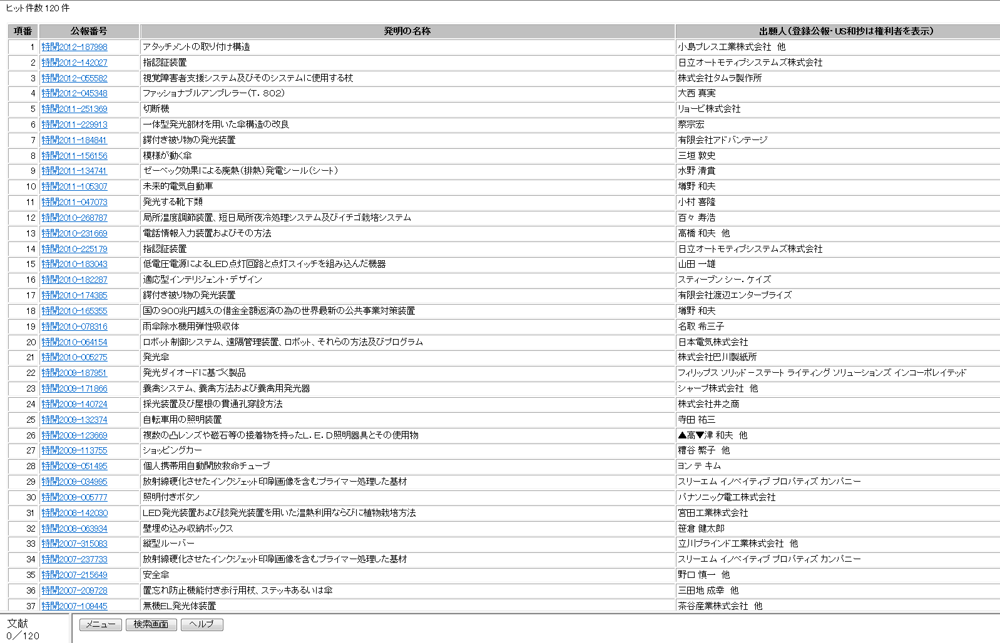 ヒット件数 120 件
項番 公報番号 発明の名称 出願人(登録公報・US和抄は権利者を表示)
1 特開2012-187998 アタッチメントの取り付け構造 小島プレス工業株式会社 他
2 特開2012-142027 指認証装置 日立オートモティブシステムズ株式会社
3 特開2012-055582 視覚障害者支援システム及びそのシステムに使用する杖 株式会社タムラ製作所
4 特開2012-045348 ファッショナブルアンブレラー(T.802) 大西 真実
5 特開2011-251369 切断機 リョービ株式会社
6 特開2011-229913 一体型発光部材を用いた傘構造の改良 蔡宗宏
7 特開2011-184841 鍔付き被り物の発光装置 有限会社アドバンテージ
8 特開2011-156156 模様が動く傘 三垣 敦史
9 特開2011-134741 ゼーベック効果による廃熱(排熱)発電シール(シート) 水野 清貴
10 特開2011-105307 未来的電気自動車 墫野 和夫
11 特開2011-047073 発光する靴下類 小村 喜隆
12 特開2010-268787 局所温度調節装置、短日局所夜冷処理システム及びイチゴ栽培システム 百々 寿浩
13 特開2010-231669 電話情報入力装置およびその方法 高橋 和夫 他
14 特開2010-225179 指認証装置 日立オートモティブシステムズ株式会社
15 特開2010-183043 低電圧電源によるLED点灯回路と点灯スイッチを組み込んだ機器 山田 一雄
16 特開2010-182287 適応型インテリジェント・デザイン スティーブン シー.ケイズ
17 特開2010-174385 鍔付き被り物の発光装置 有限会社渡辺エンタープライズ
18 特開2010-165355 国の900兆円越えの借金全額返済の為の世界最新の公共事業対策装置 墫野 和夫
19 特開2010-078316 雨傘除水機用弾性吸収体 名取 希三子
20 特開2010-064154 ロボット制御システム、遠隔管理装置、ロボット、それらの方法及びプログラム 日本電気株式会社
21 特開2010-005275 発光傘 株式会社巴川製紙所
22 特開2009-187951 発光ダイオードに基づく製品 フィリップス ソリッド-ステート ライティング ソリューションズ インコーポレイテッド
23 特開2009-171866 養禽システム、養禽方法および養禽用発光器 シャープ株式会社 他
24 特開2009-140724 採光装置及び屋根の貫通孔穿設方法 株式会社井之商
25 特開2009-132374 自転車用の照明装置 寺田 祐三
26 特開2009-123669 複数の凸レンズや磁石等の接着物を持ったL.E.D照明器具とその使用物 ▲高▼津 和夫 他
27 特開2009-113755 ショッピングカー 糟谷 繁子 他
28 特開2009-051495 個人携帯用自動開放救命チューブ ヨン テ キム
29 特開2009-034995 放射線硬化させたインクジェット印刷画像を含むプライマー処理した基材 スリーエム イノベイティブ プロパティズ カンパニー
30 特開2009-005777 照明付きボタン パナソニック電工株式会社
31 特開2008-142030 LED発光装置および該発光装置を用いた温熱利用ならびに植物栽培方法 宮田工業株式会社
32 特開2008-063934 壁埋め込み収納ボックス 笹倉 健太郎
33 特開2007-315083 縦型ルーバー 立川ブラインド工業株式会社 他
34 特開2007-237733 放射線硬化させたインクジェット印刷画像を含むプライマー処理した基材 スリーエム イノベイティブ プロパティズ カンパニー
35 特開2007-215649 安全傘 野口 慎一 他
36 特開2007-209728 置忘れ防止機能付き歩行用杖、ステッキあるいは傘 三田地 成幸 他
37 特開2007-109445 無機EL発光体装置 茶谷産業株式会社 他
文献 メニュー 検索画面 ヘルプ
0/120